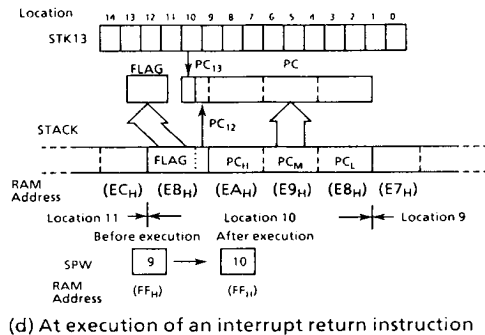 Location
14 13 12 11 10 9 8 7 6 5 4 3 2 1 0
STK13
FLAG PC13 PC
PC12
STACK
FLAG PCH PCM PCL
RAM Address (ECH) (EBH) (EAH) (E9H) (E8H) (E7H)
Location 11 Location 10 Location 9
Before execution After execution
SPW 9 10
RAM Address (FFH) (FFH)
(d) At execution of an interrupt return instruction